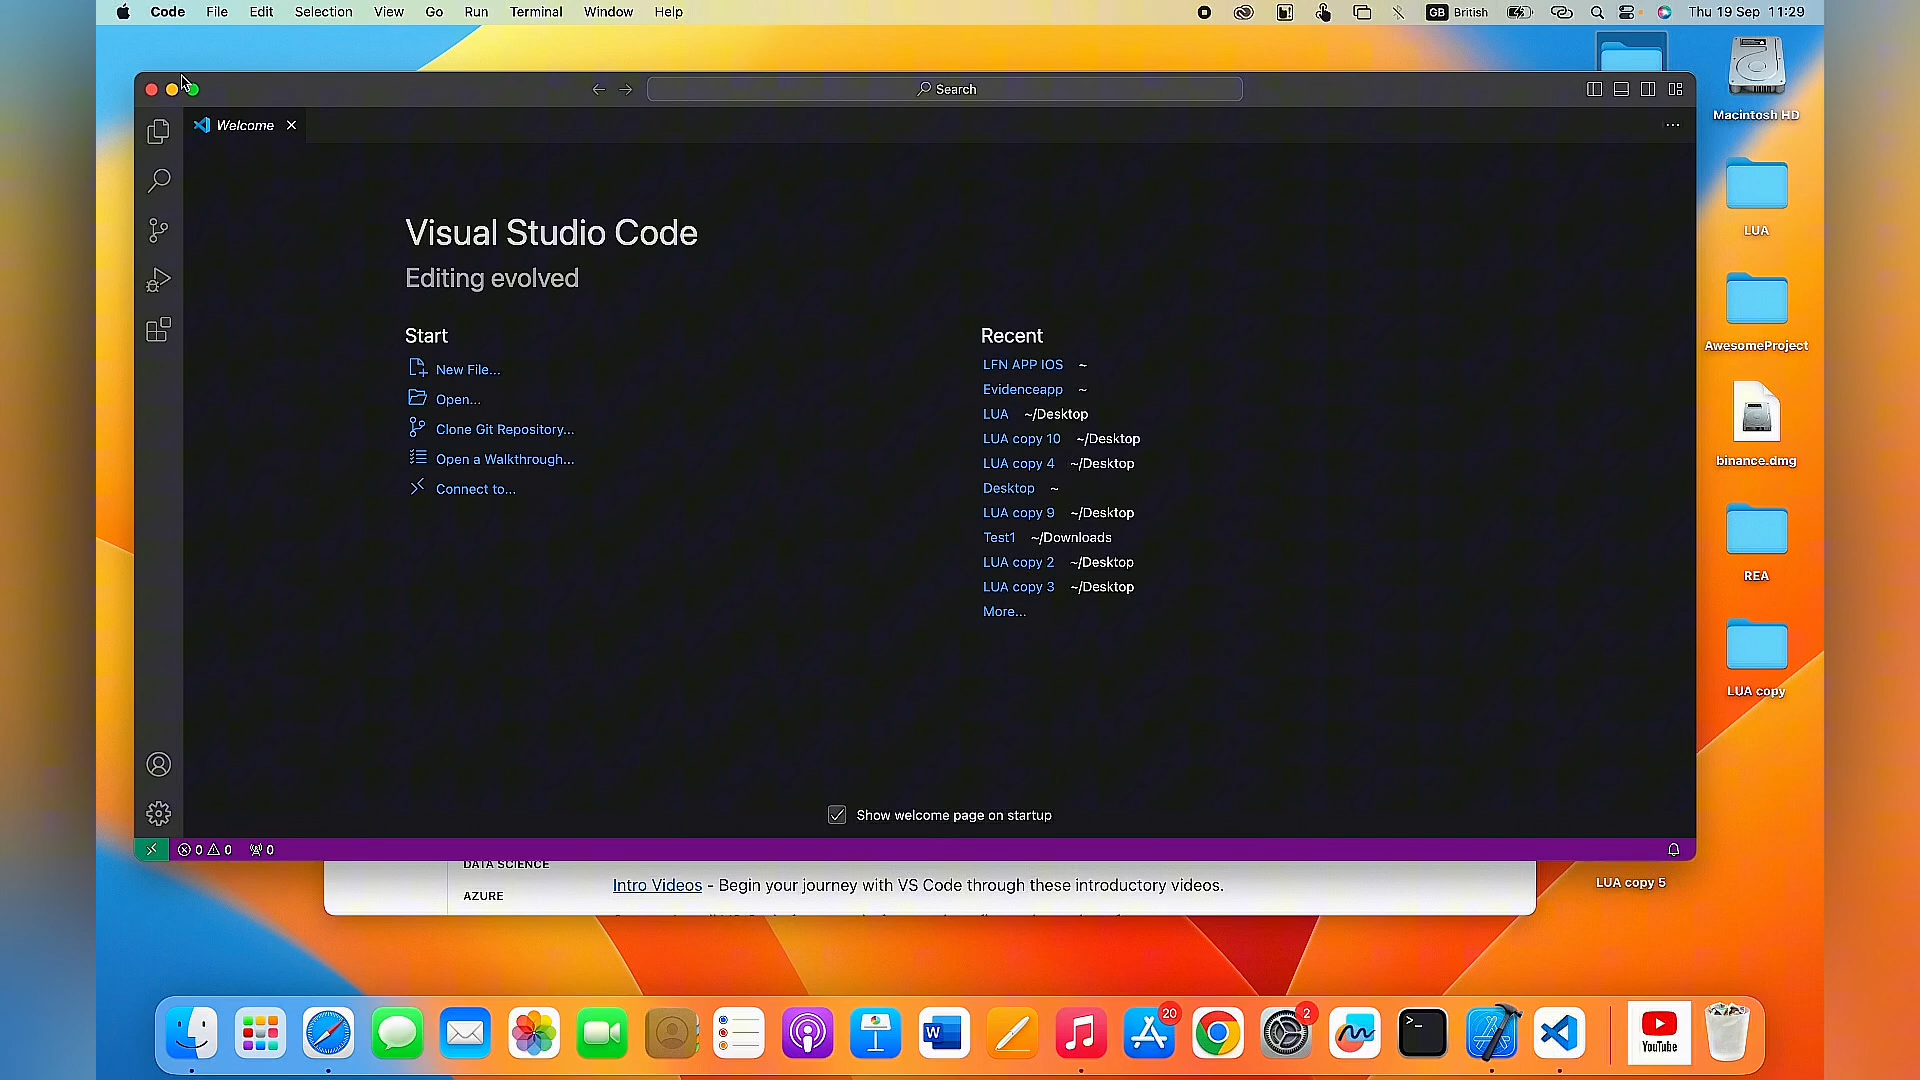 Code File Edit Selection View Go Run Terminal Window Help GB British Thu 19 Sep 11:29
Search
Welcome
Visual Studio Code
Editing evolved
Start
New File...
Open...
Clone Git Repository...
Open a Walkthrough...
Connect to...
Recent
LFN APP IOS ~
Evidenceapp ~
LUA ~/Desktop
LUA copy 10 ~/Desktop
LUA copy 4 ~/Desktop
Desktop ~
LUA copy 9 ~/Desktop
Test1 ~/Downloads
LUA copy 2 ~/Desktop
LUA copy 3 ~/Desktop
More...
Show welcome page on startup
0 0 0
Macintosh HD
LUA
AwesomeProject
binance.dmg
REA
LUA copy
LUA copy 5
DATA SCIENCE
AZURE
Intro Videos - Begin your journey with VS Code through these introductory videos.
W
20
2
>_
YouTube